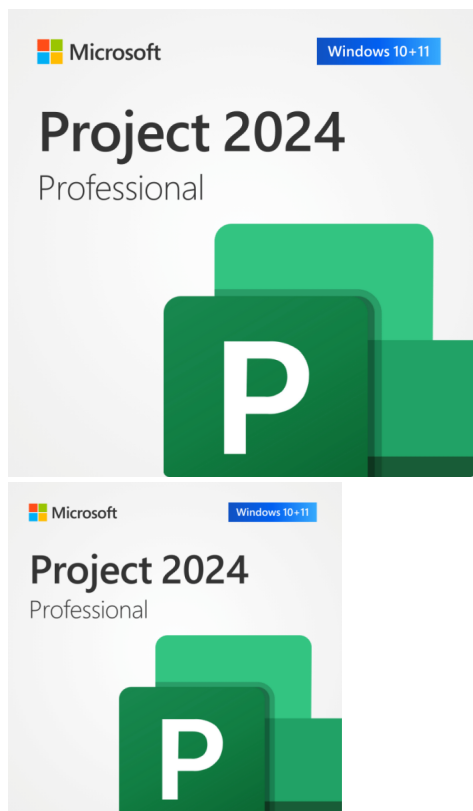 Microsoft
Windows 10+11
Project 2024
Professional
P
Microsoft
Windows 10+11
Project 2024
Professional
P